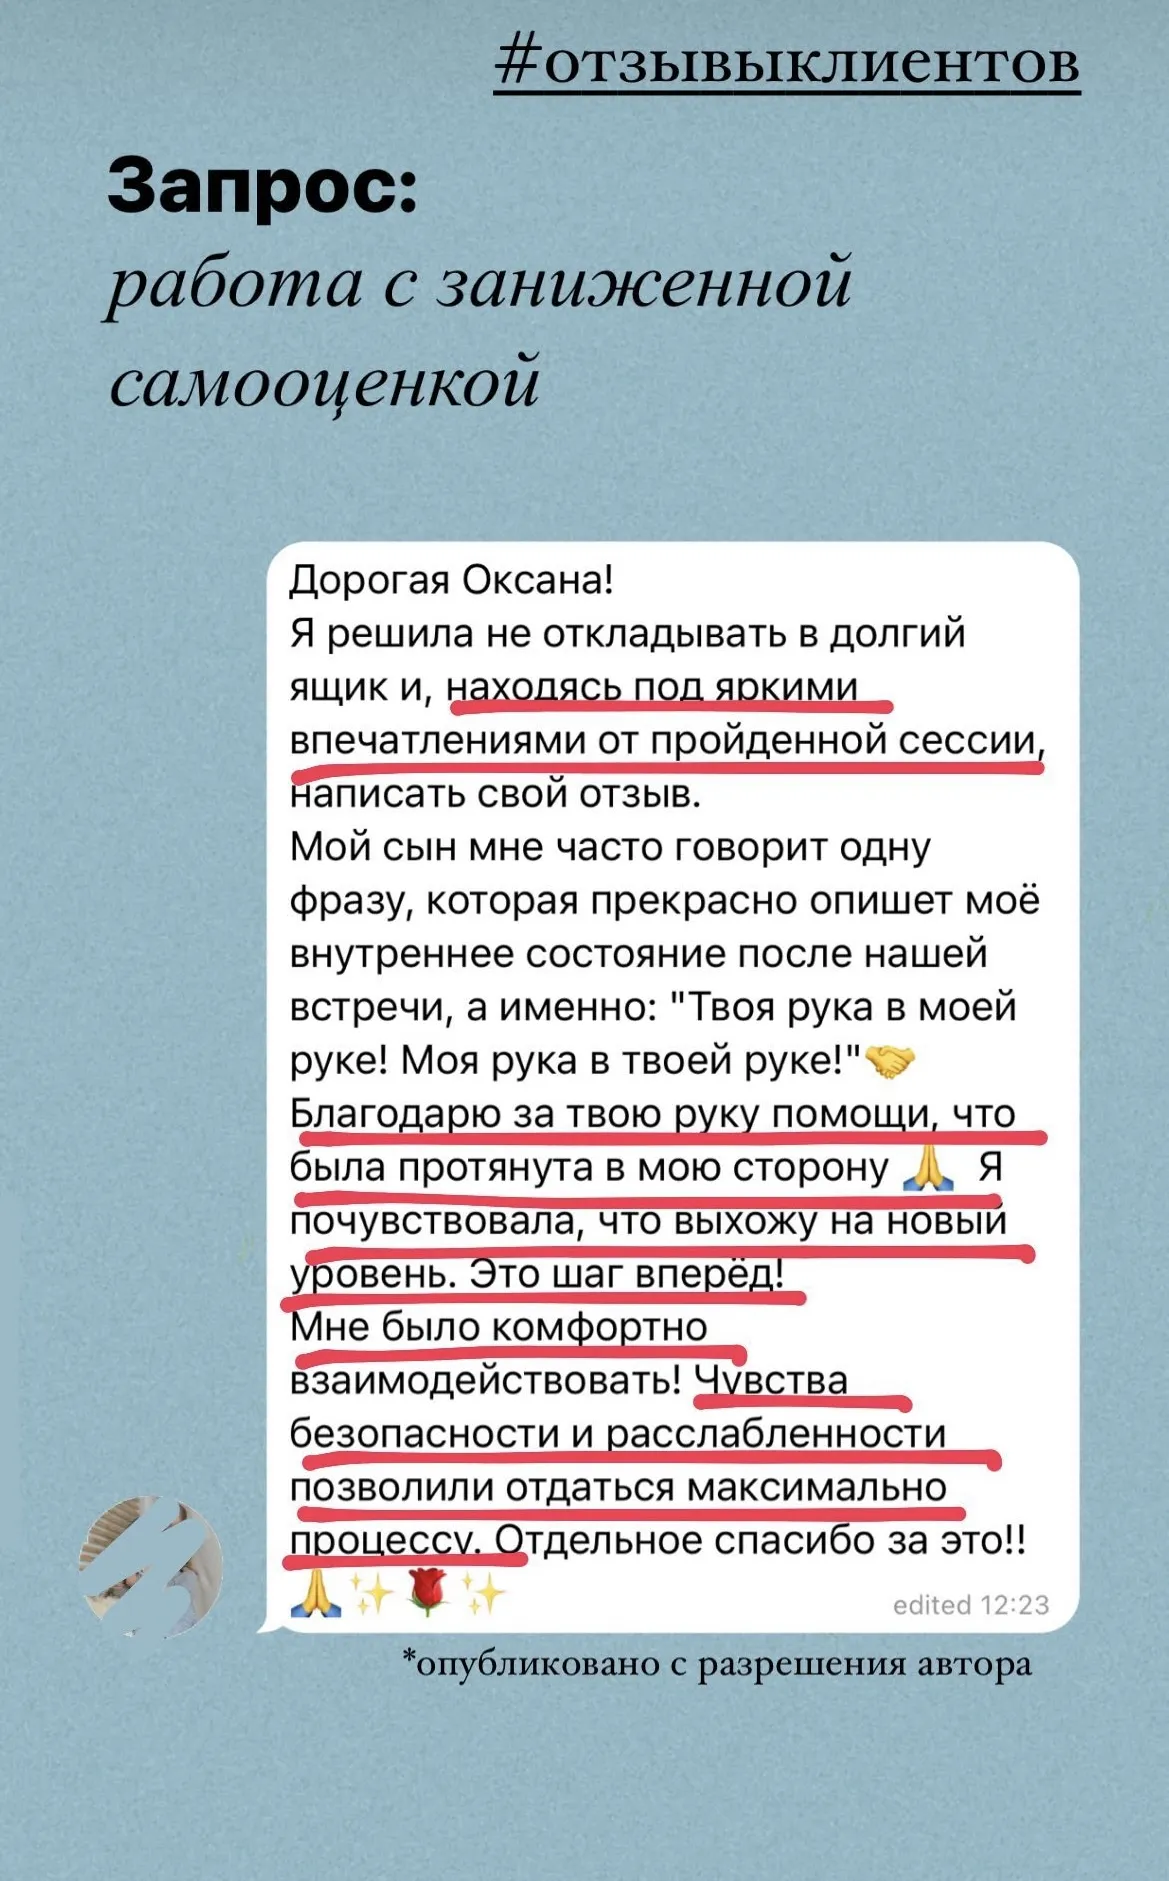 #отзывыклиентов
Запрос:
работа с заниженной
самооценкой
Дорогая Оксана!
Я решила не откладывать в долгий
ящик и, находясь под яркими
впечатлениями от пройденной сессии,
написать свой отзыв.
Мой сын мне часто говорит одну
фразу, которая прекрасно опишет моё
внутреннее состояние после нашей
встречи, а именно: "Твоя рука в моей
руке! Моя рука в твоей руке!"🤝
Благодарю за твою руку помощи, что
была протянута в мою сторону 🙏 Я
почувствовала, что выхожу на новый
уровень. Это шаг вперёд!
Мне было комфортно
взаимодействовать! Чувства
безопасности и расслабленности
позволили отдаться максимально
процессу. Отдельное спасибо за это!!
🙏✨🌹✨
edited 12:23
*опубликовано с разрешения автора